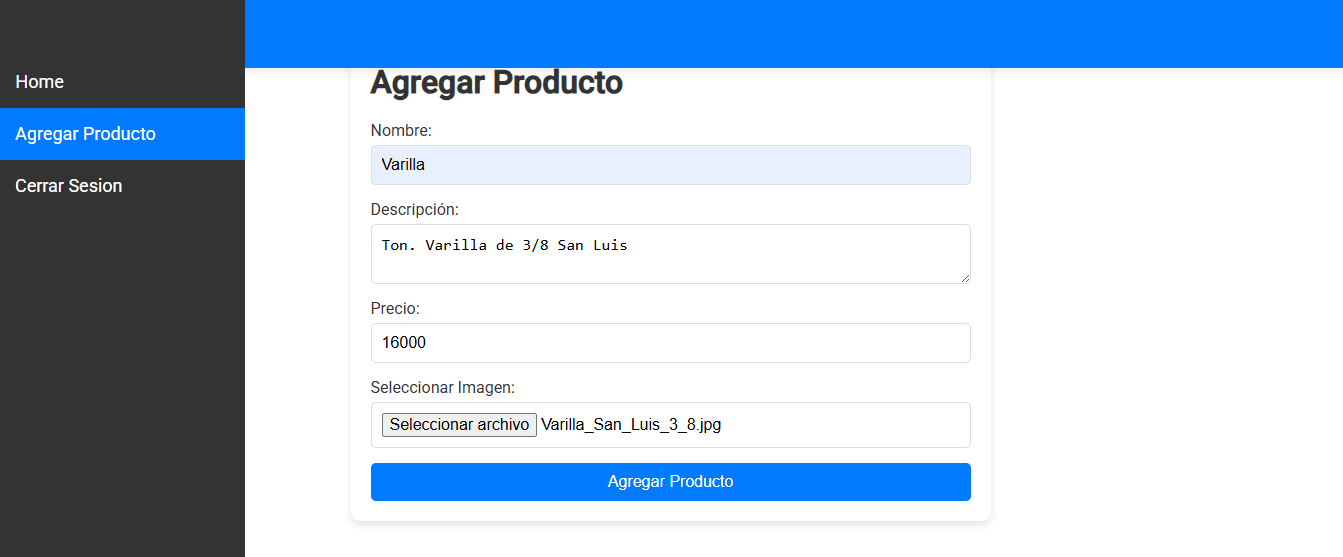 Home
Agregar Producto
Cerrar Sesion
Agregar Producto
Nombre:
Varilla
Descripción:
Ton. Varilla de 3/8 San Luis
Precio:
16000
Seleccionar Imagen:
Seleccionar archivo Varilla_San_Luis_3_8.jpg
Agregar Producto